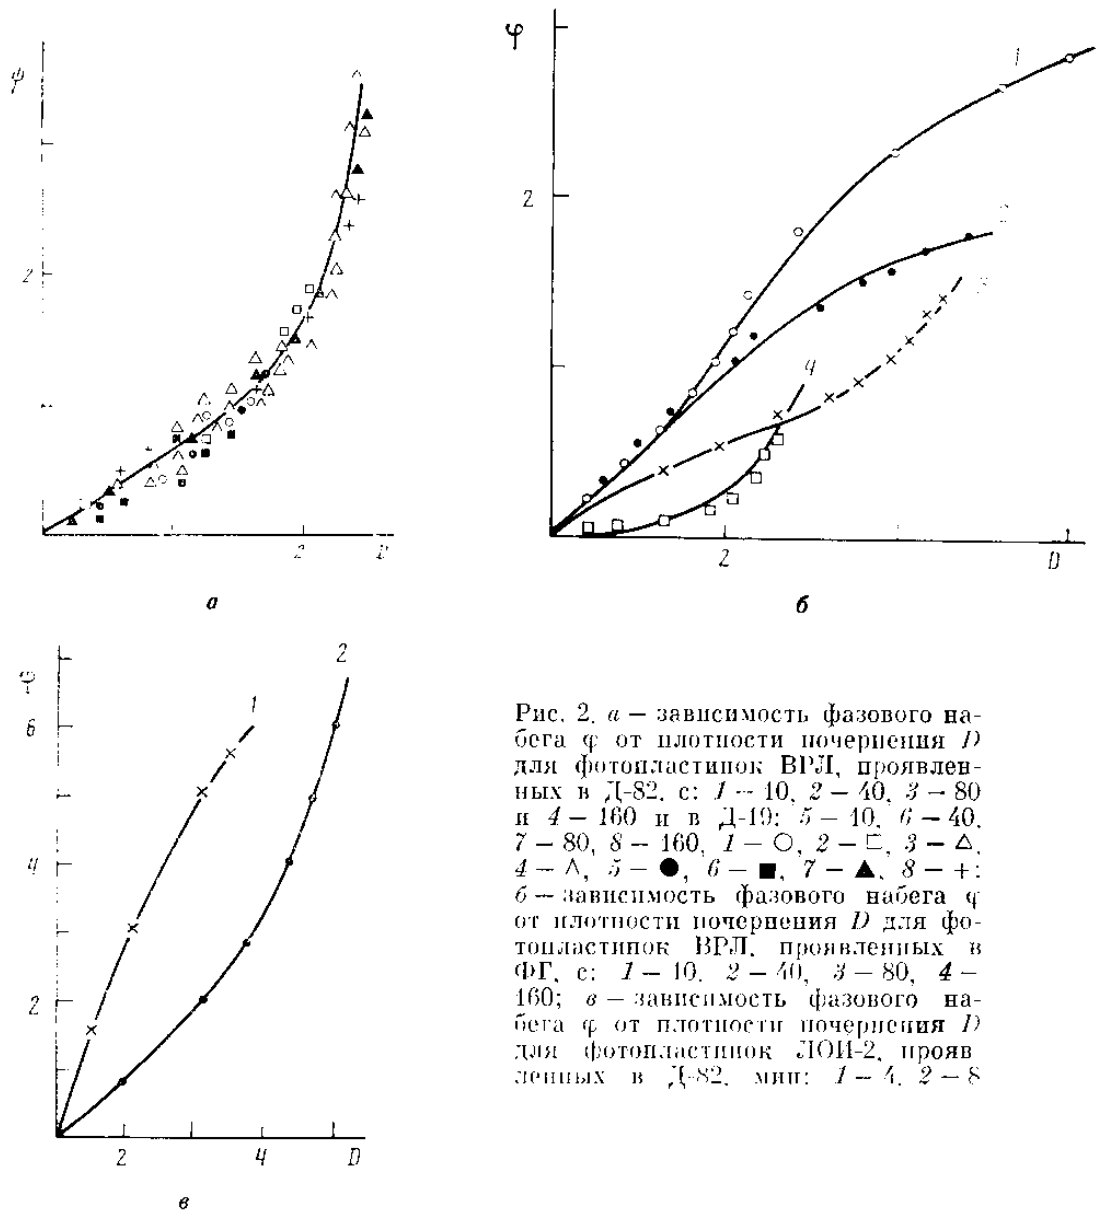 φ
2
2
D
а
φ
2
1
2
3
4
2
D
б
φ
6
4
2
1
2
2
4
D
в
Рис. 2. а — зависимость фазового на-
бега φ от плотности почернения D
для фотопластинок ВРЛ, проявлен-
ных в Д-82, с: 1 — 10, 2 — 40, 3 — 80
и 4 — 160 и в Д-19: 5 — 10, 6 — 40,
7 — 80, 8 — 160, 1 — ○, 2 — □, 3 — △,
4 — ∧, 5 — ●, 6 — ■, 7 — ▲, 8 — +:
б — зависимость фазового набега φ
от плотности почернения D для фо-
топластинок ВРЛ, проявленных в
ФГ, с: 1 — 10, 2 — 40, 3 — 80, 4 —
160; в — зависимость фазового на-
бега φ от плотности почернения D
для фотопластинок ЛОИ-2, прояв
ленных в Д-82, мин: 1 — 4, 2 — 8